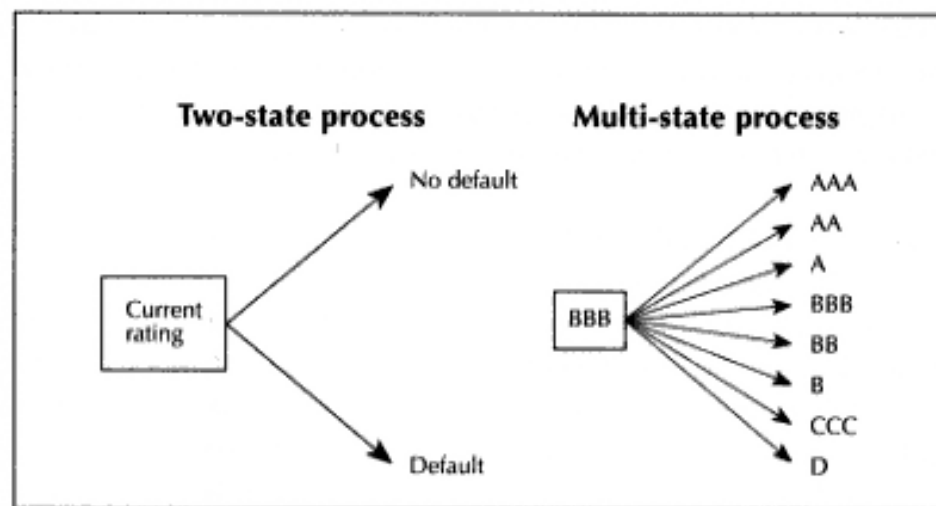 Two-state process
No default
Current
rating
Default
Multi-state process
BBB
AAA
AA
A
BBB
BB
B
CCC
D